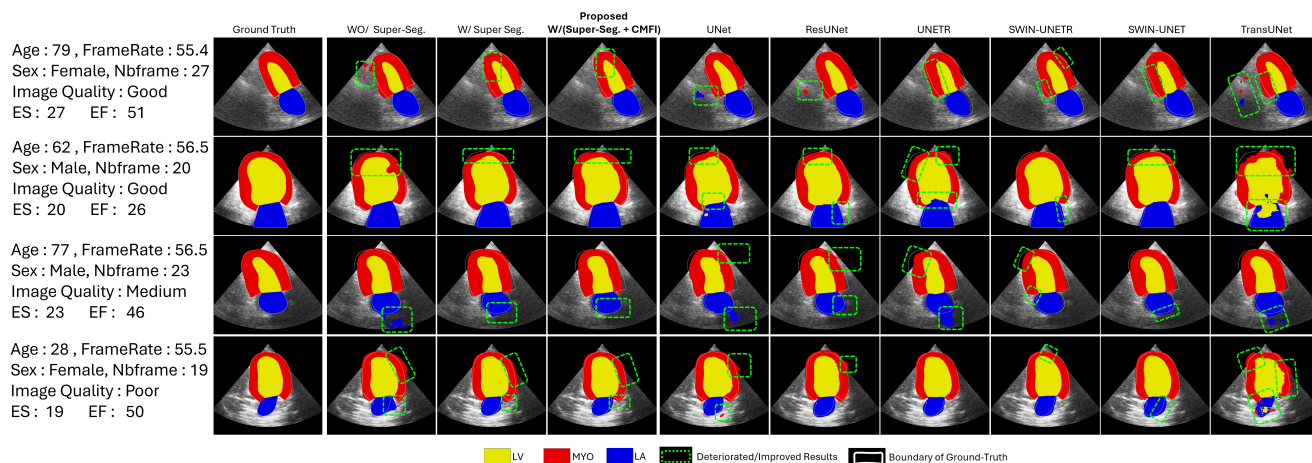 Ground Truth
WO/ Super-Seg.
W/ Super Seg.
Proposed
W/(Super-Seg. + CMFI)
UNet
ResUNet
UNETR
SWIN-UNETR
SWIN-UNET
TransUNet
Age : 79 , FrameRate : 55.4
Sex : Female, Nbframe : 27
Image Quality : Good
ES : 27 EF : 51
Age : 62 , FrameRate : 56.5
Sex : Male, Nbframe : 20
Image Quality : Good
ES : 20 EF : 26
Age : 77 , FrameRate : 56.5
Sex : Male, Nbframe : 23
Image Quality : Medium
ES : 23 EF : 46
Age : 28 , FrameRate : 55.5
Sex : Female, Nbframe : 19
Image Quality : Poor
ES : 19 EF : 50
LV
MYO
LA
Deteriorated/Improved Results
Boundary of Ground-Truth